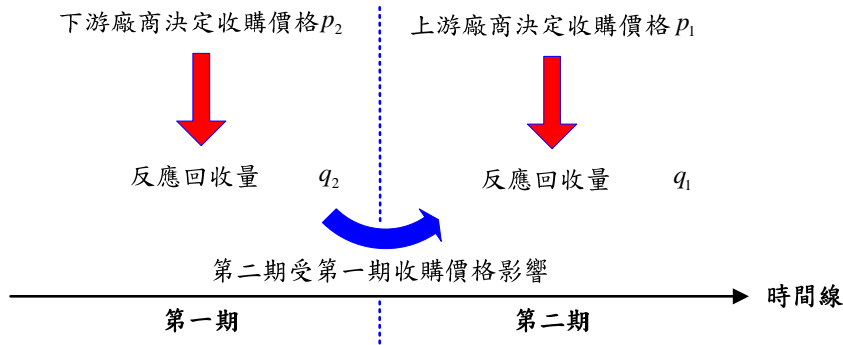 下游廠商決定收購價格p₂
上游廠商決定收購價格p₁
反應回收量 q₂
反應回收量 q₁
第二期受第一期收購價格影響
時間線
第一期
第二期